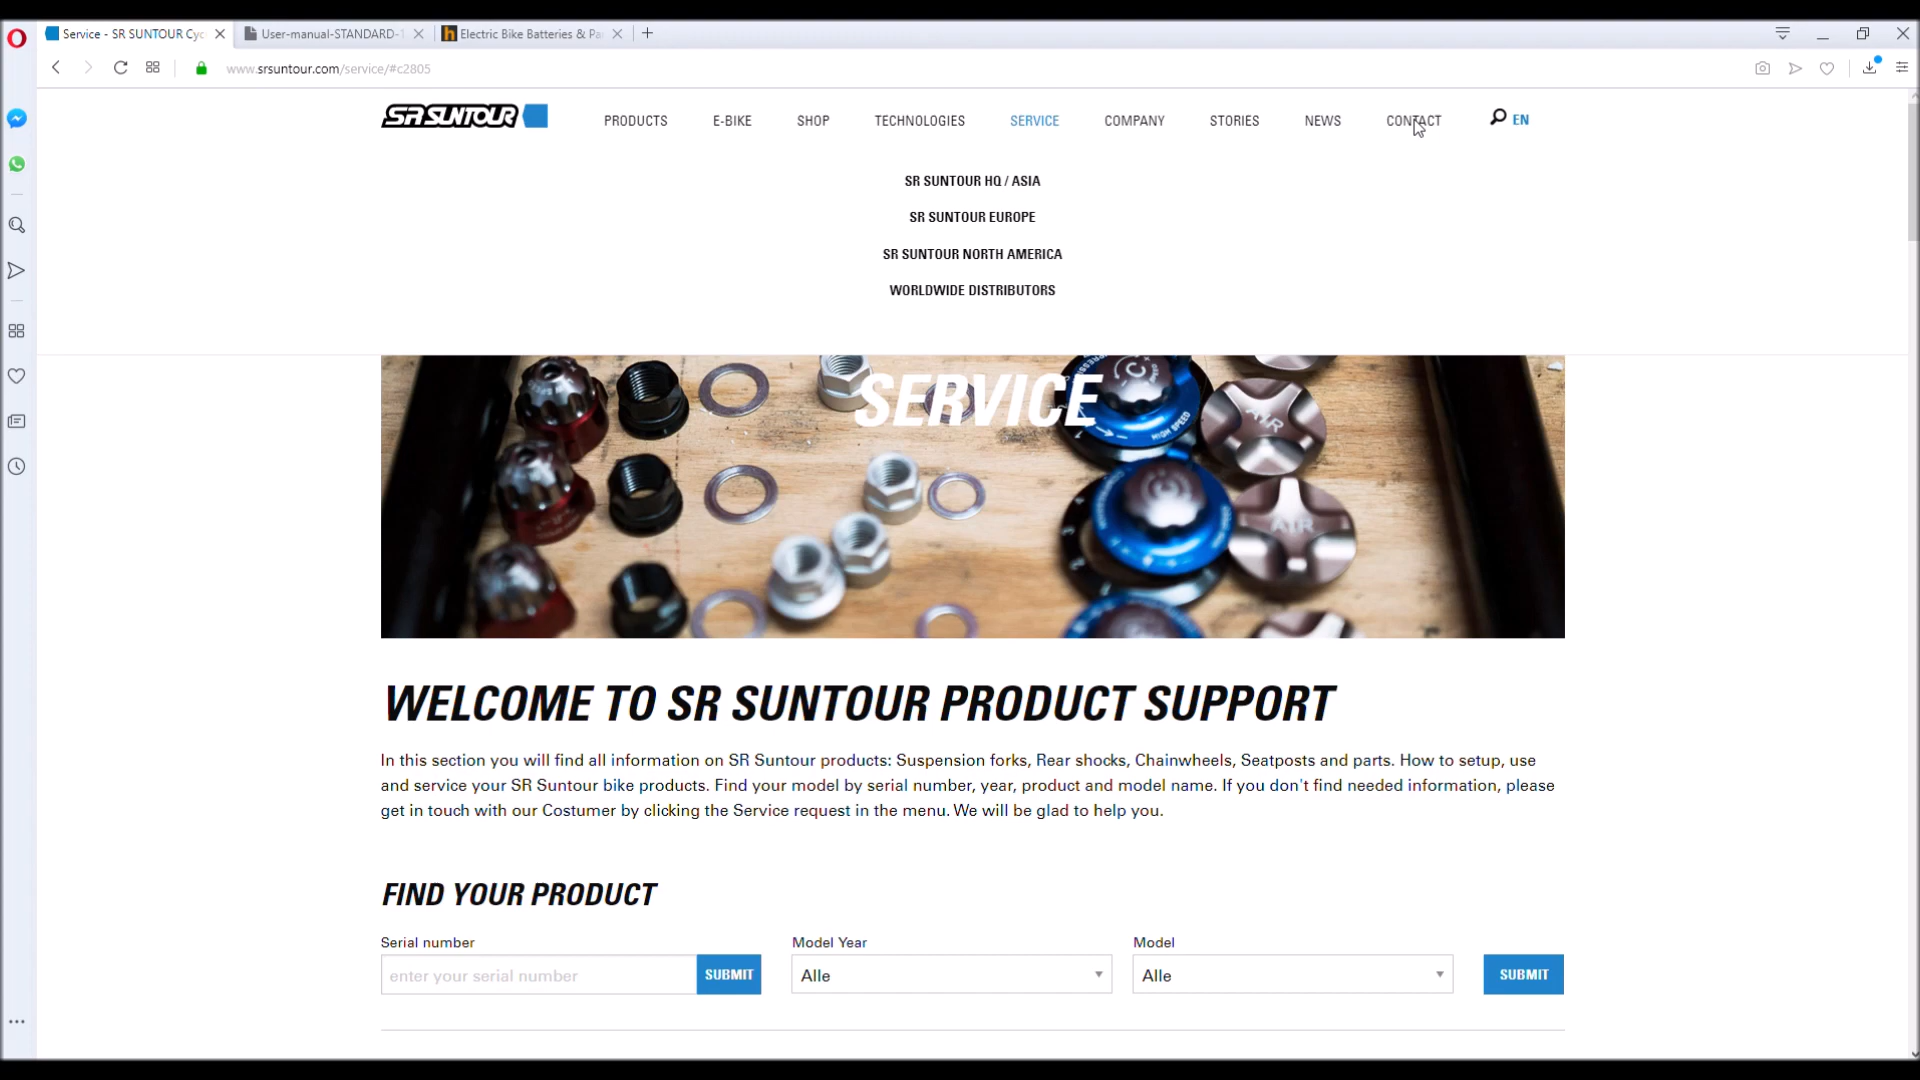 Service - SR SUNTOUR Cyc
User-manual-STANDARD-
Electric Bike Batteries & Pa
www.srsuntour.com/service/#c2805
SR SUNTOUR
PRODUCTS E-BIKE SHOP TECHNOLOGIES SERVICE COMPANY STORIES NEWS CONTACT EN
SR SUNTOUR HQ / ASIA
SR SUNTOUR EUROPE
SR SUNTOUR NORTH AMERICA
WORLDWIDE DISTRIBUTORS
SERVICE
HIGH SPEED
AIR
AIR
WELCOME TO SR SUNTOUR PRODUCT SUPPORT
In this section you will find all information on SR Suntour products: Suspension forks, Rear shocks, Chainwheels, Seatposts and parts. How to setup, use
and service your SR Suntour bike products. Find your model by serial number, year, product and model name. If you don't find needed information, please
get in touch with our Costumer by clicking the Service request in the menu. We will be glad to help you.
FIND YOUR PRODUCT
Serial number Model Year Model
enter your serial number SUBMIT Alle Alle SUBMIT